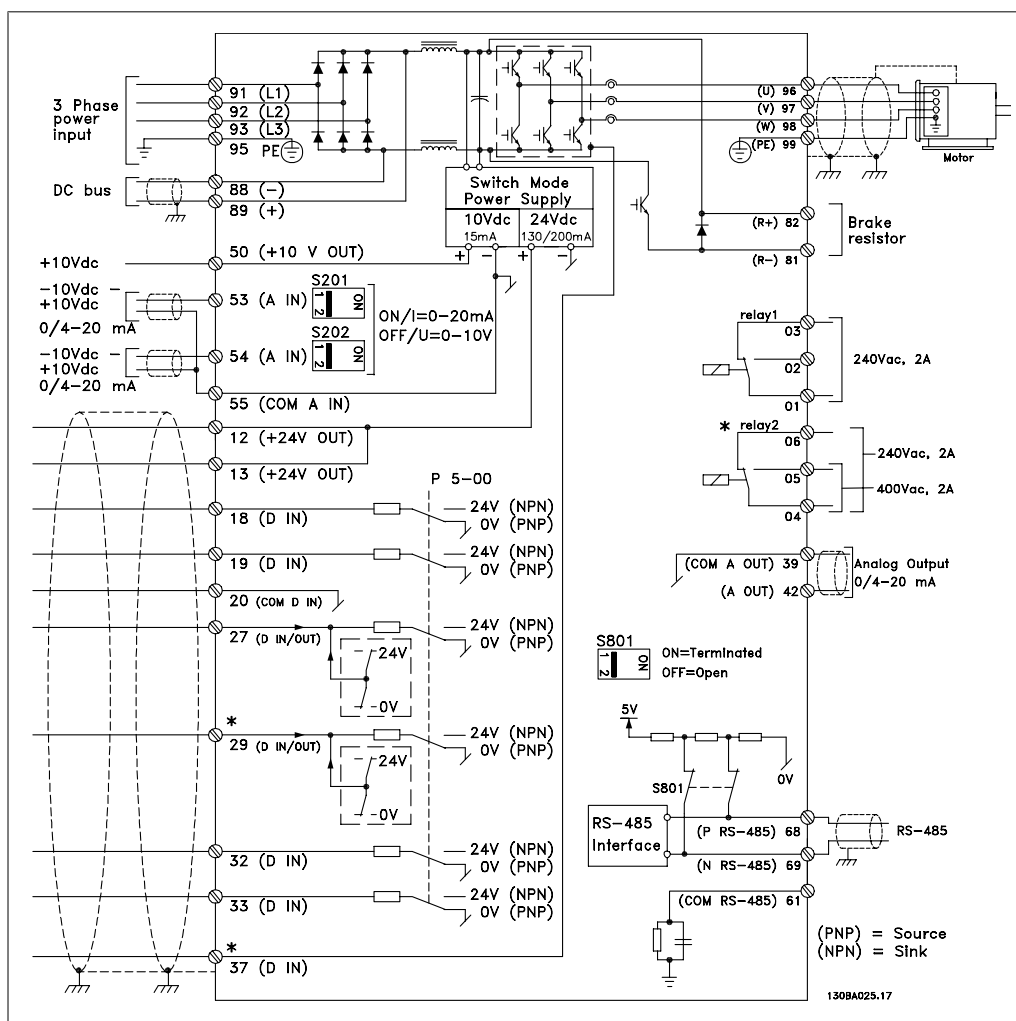 3 Phase
power
input
91 (L1)
92 (L2)
93 (L3)
95 PE
DC bus
88 (-)
89 (+)
Switch Mode
Power Supply
10Vdc
15mA
24Vdc
130/200mA
+ - + -
(U) 96
(V) 97
(W) 98
(PE) 99
Motor
(R+) 82
(R-) 81
Brake
resistor
+10Vdc
50 (+10 V OUT)
-10Vdc -
+10Vdc
0/4-20 mA
53 (A IN)
S201
1 2
ON
ON/I=0-20mA
OFF/U=0-10V
-10Vdc -
+10Vdc
0/4-20 mA
54 (A IN)
S202
1 2
ON
55 (COM A IN)
12 (+24V OUT)
13 (+24V OUT)
P 5-00
18 (D IN)
24V (NPN)
0V (PNP)
19 (D IN)
24V (NPN)
0V (PNP)
20 (COM D IN)
27 (D IN/OUT)
24V (NPN)
0V (PNP)
24V
0V
*
29 (D IN/OUT)
24V (NPN)
0V (PNP)
24V
0V
32 (D IN)
24V (NPN)
0V (PNP)
33 (D IN)
24V (NPN)
0V (PNP)
*
37 (D IN)
relay1
03
02
01
240Vac, 2A
* relay2
06
05
04
240Vac, 2A
400Vac, 2A
(COM A OUT) 39
(A OUT) 42
Analog Output
0/4-20 mA
S801
1 2
ON
ON=Terminated
OFF=Open
5V
0V
S801
RS-485
Interface
(P RS-485) 68
(N RS-485) 69
RS-485
(COM RS-485) 61
(PNP) = Source
(NPN) = Sink
130BA025.17